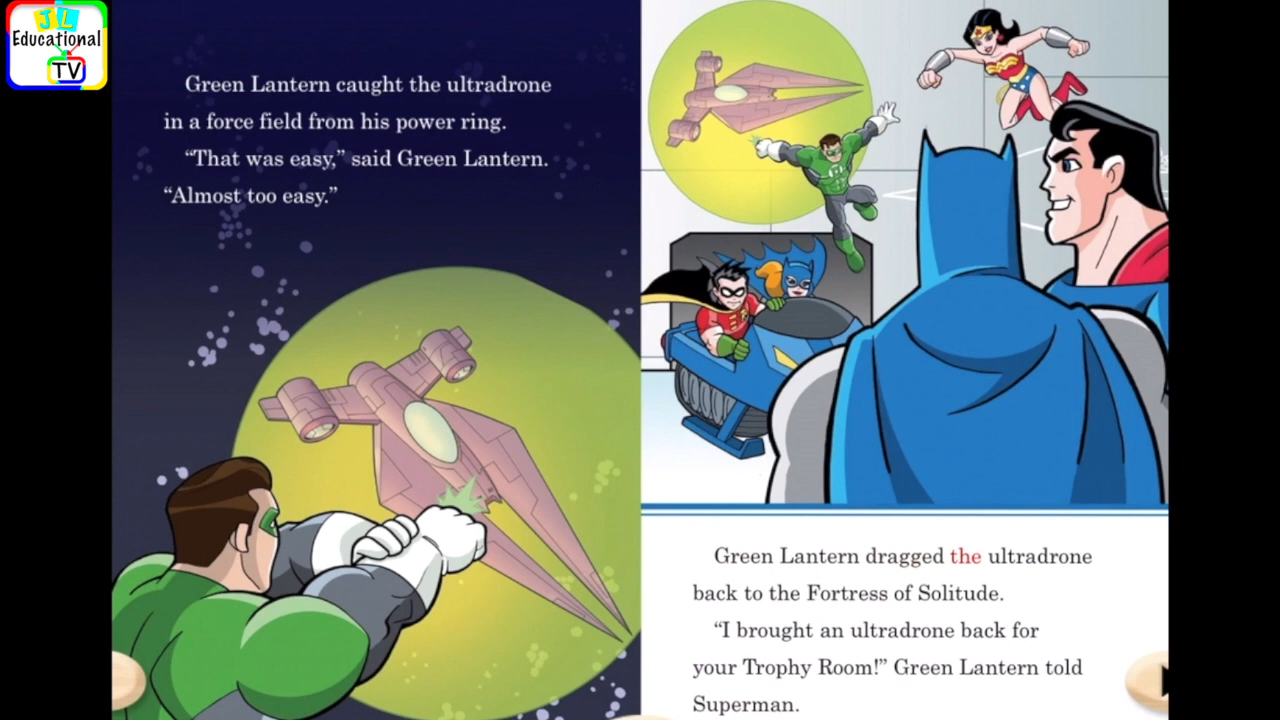 JL
Educational
TV
Green Lantern caught the ultradrone
in a force field from his power ring.
“That was easy,” said Green Lantern.
“Almost too easy.”
Green Lantern dragged the ultradrone
back to the Fortress of Solitude.
“I brought an ultradrone back for
your Trophy Room!” Green Lantern told
Superman.